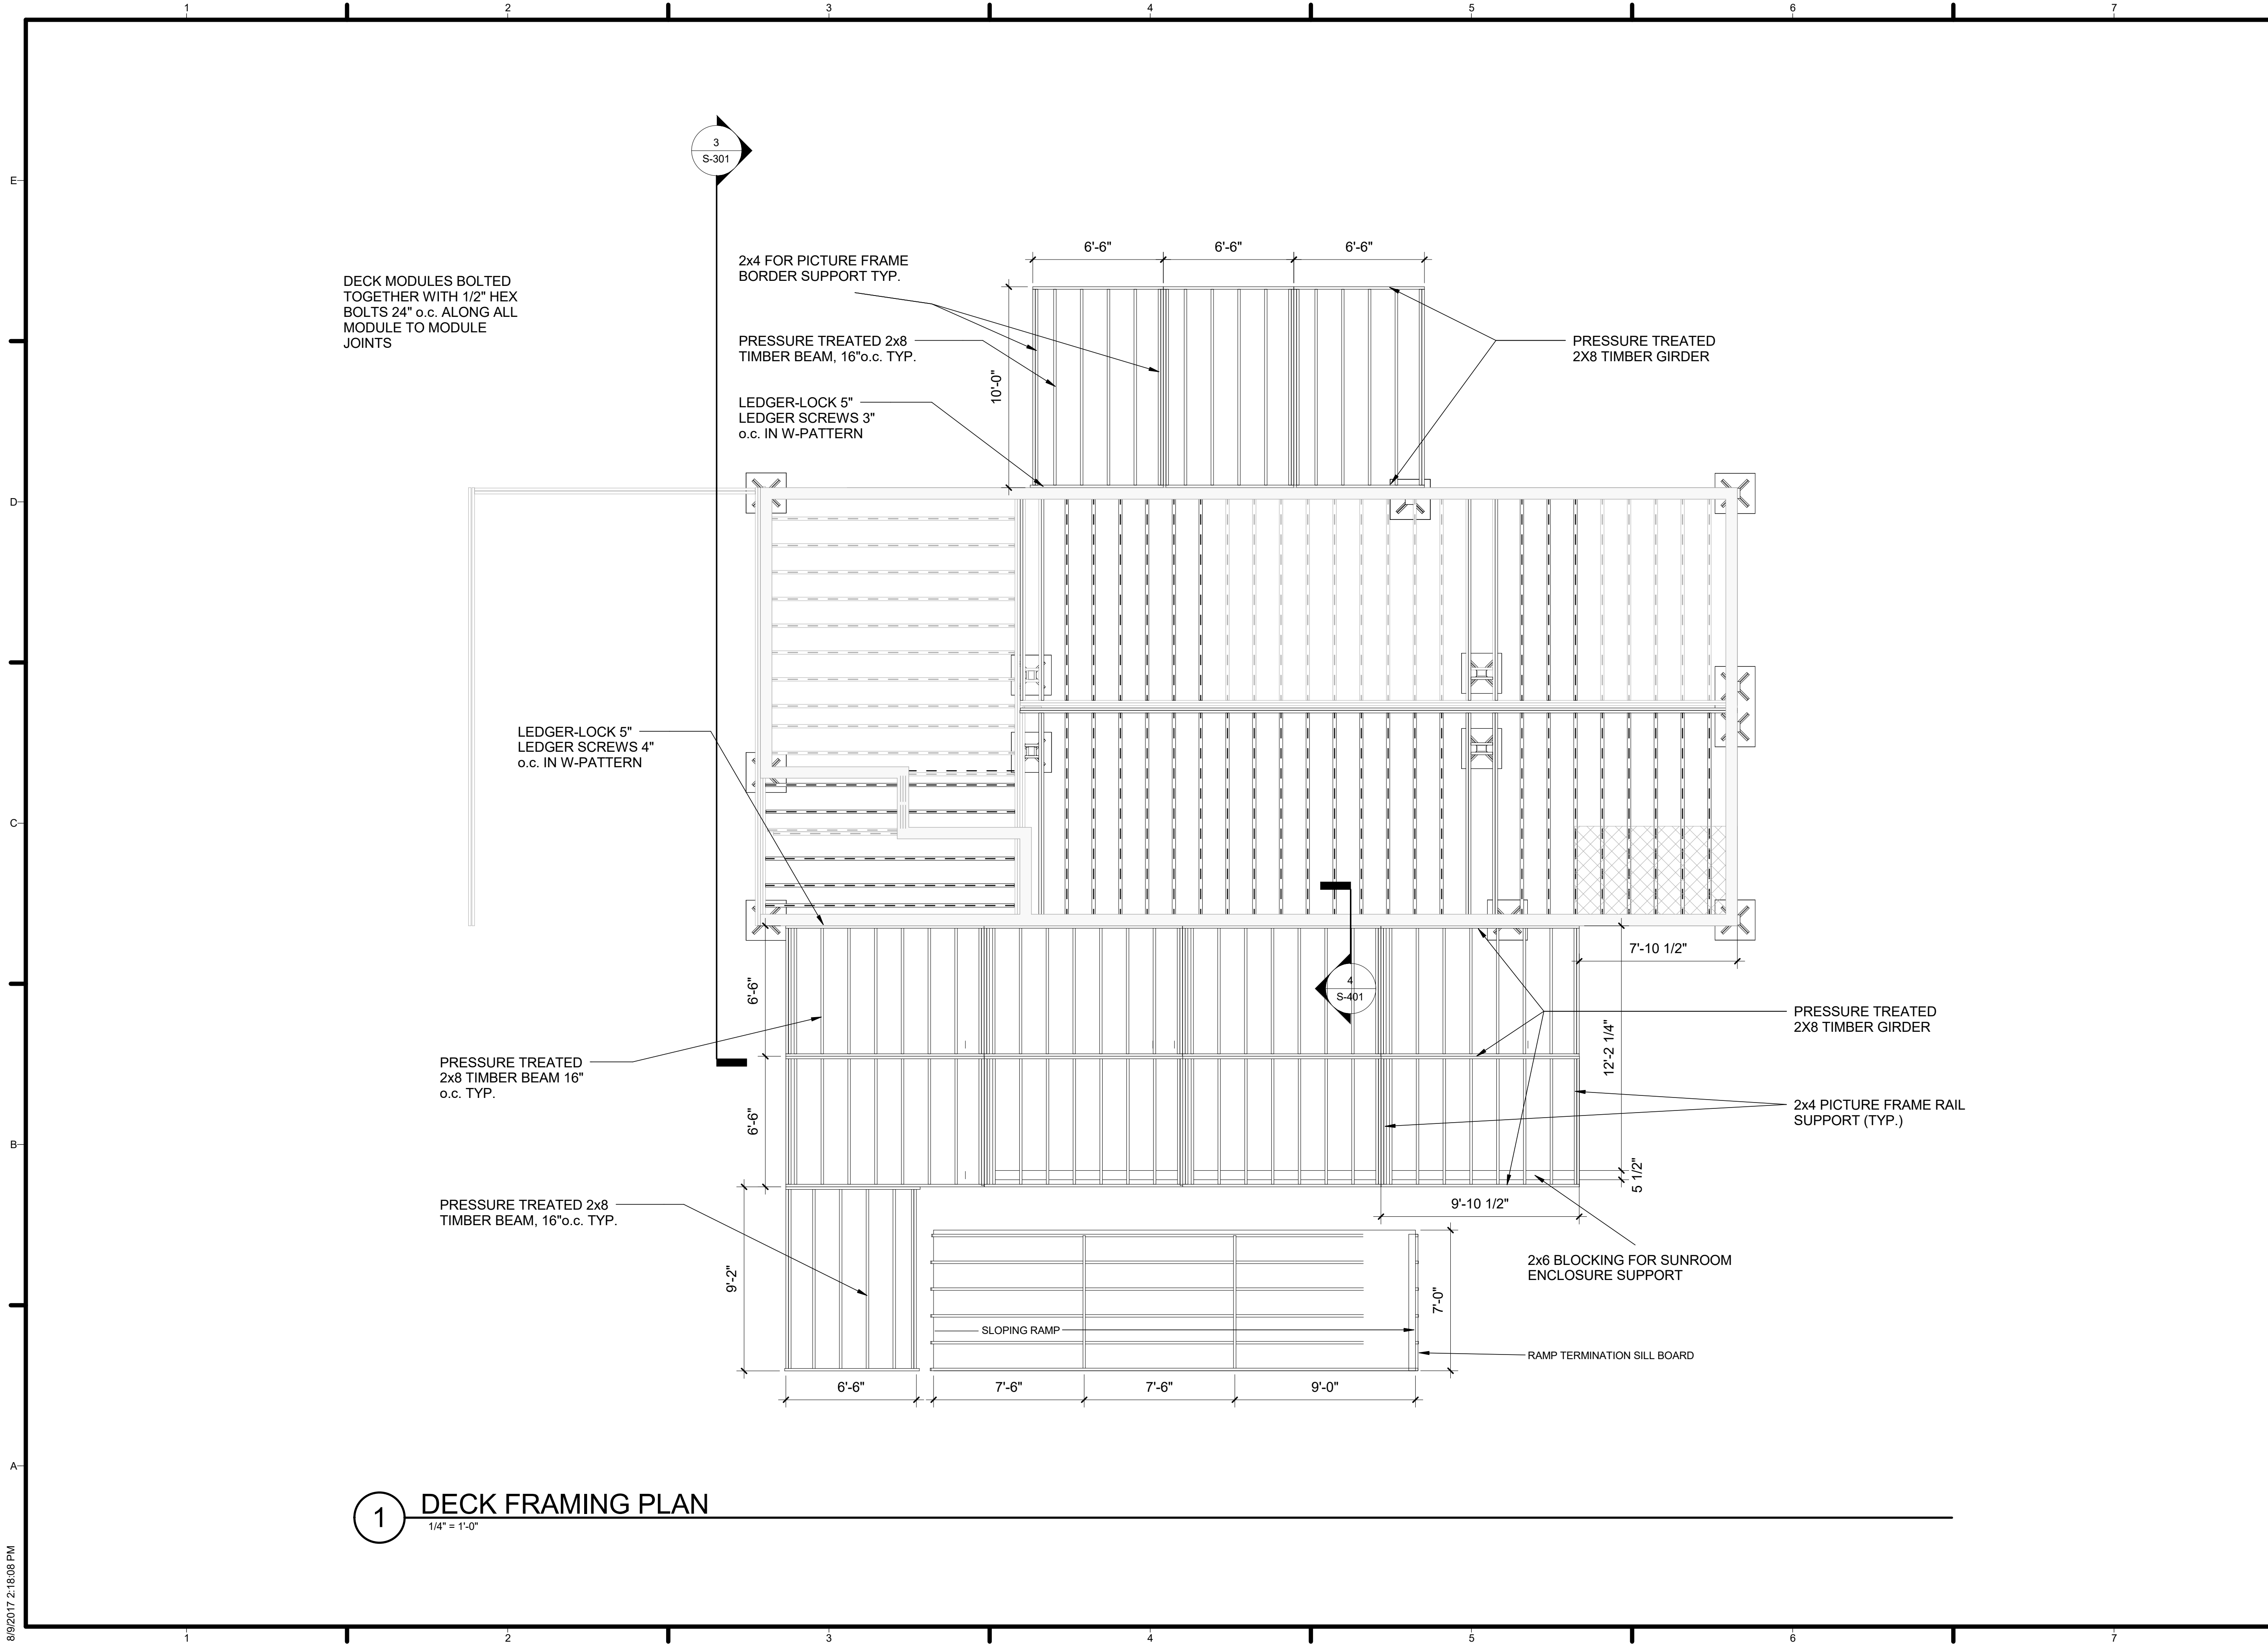 1 2 3 4 5 6 7
3
S-301
E
6'-6" 6'-6" 6'-6"
2x4 FOR PICTURE FRAME
BORDER SUPPORT TYP.
DECK MODULES BOLTED
TOGETHER WITH 1/2" HEX
BOLTS 24" o.c. ALONG ALL
MODULE TO MODULE
JOINTS
PRESSURE TREATED 2x8
TIMBER BEAM, 16"o.c. TYP.
PRESSURE TREATED
2X8 TIMBER GIRDER
10'-0"
LEDGER-LOCK 5"
LEDGER SCREWS 3"
o.c. IN W-PATTERN
D
LEDGER-LOCK 5"
LEDGER SCREWS 4"
o.c. IN W-PATTERN
C
7'-10 1/2"
6'-6"
4
S-401
PRESSURE TREATED
2X8 TIMBER GIRDER
12'-2 1/4"
PRESSURE TREATED
2x8 TIMBER BEAM 16"
o.c. TYP.
6'-6"
2x4 PICTURE FRAME RAIL
SUPPORT (TYP.)
B
5 1/2"
PRESSURE TREATED 2x8
TIMBER BEAM, 16"o.c. TYP.
9'-10 1/2"
2x6 BLOCKING FOR SUNROOM
ENCLOSURE SUPPORT
9'-2"
7'-0"
SLOPING RAMP
RAMP TERMINATION SILL BOARD
6'-6" 7'-6" 7'-6" 9'-0"
A
1 DECK FRAMING PLAN
1/4" = 1'-0"
8/9/2017 2:18:08 PM
1 2 3 4 5 6 7